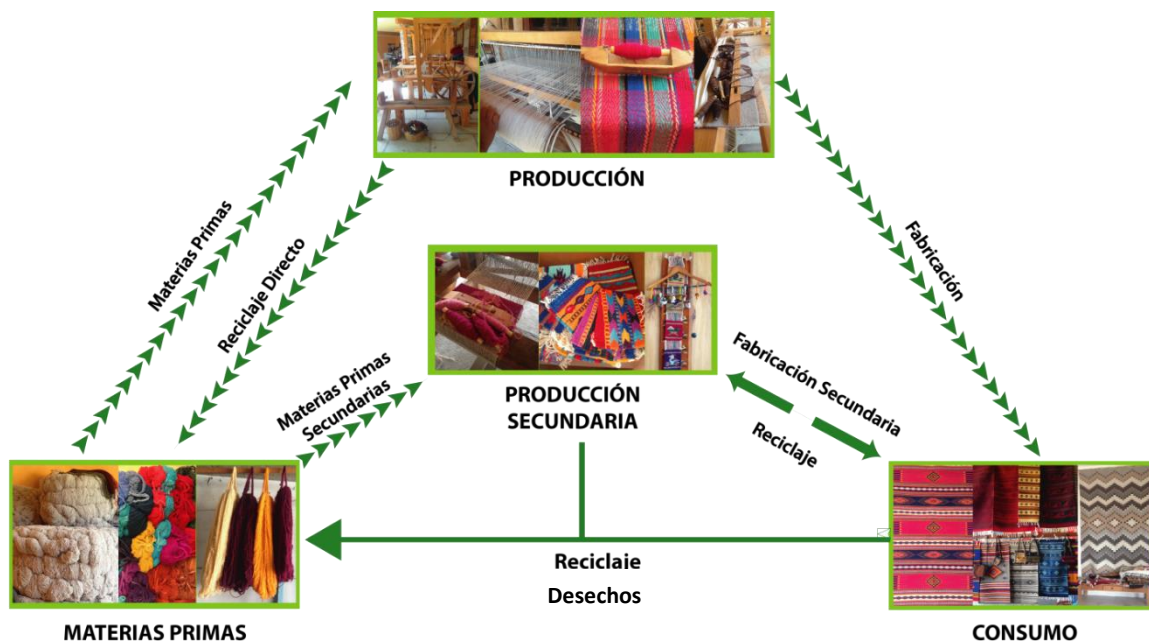 PRODUCCIÓN
Materias Primas
Reciclaje Directo
Fabricación
PRODUCCIÓN
SECUNDARIA
Materias Primas
Secundarias
Fabricación Secundaria
Reciclaje
Reciclaie
Desechos
MATERIAS PRIMAS
CONSUMO